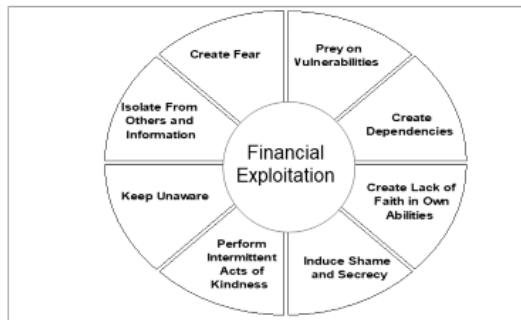 Create Fear
Prey on
Vulnerabilities
Isolate From
Others and
Information
Create
Dependencies
Financial
Exploitation
Keep Unaware
Create Lack of
Faith in Own
Abilities
Perform
Intermittent
Acts of
Kindness
Induce Shame
and Secrecy